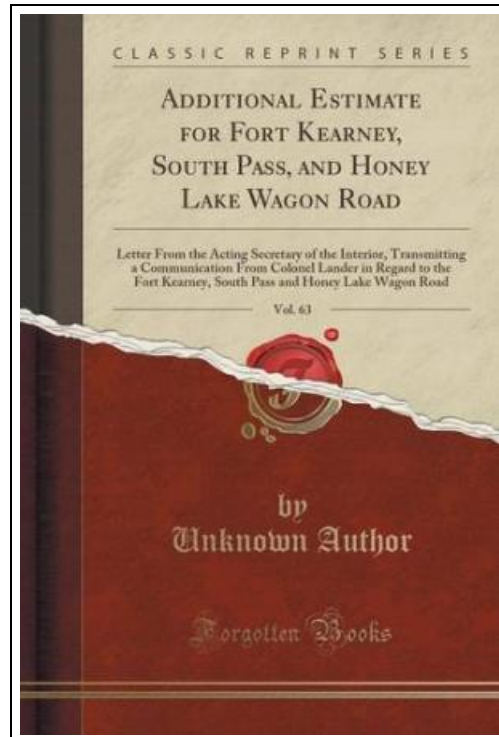 CLASSIC REPRINT SERIES
ADDITIONAL ESTIMATE
FOR FORT KEARNEY,
SOUTH PASS, AND HONEY
LAKE WAGON ROAD
Letter From the Acting Secretary of the Interior, Transmitting
a Communication From Colonel Lander in Regard to the
Fort Kearney, South Pass and Honey Lake Wagon Road
Vol. 63
by
Unknown Author
Forgotten Books